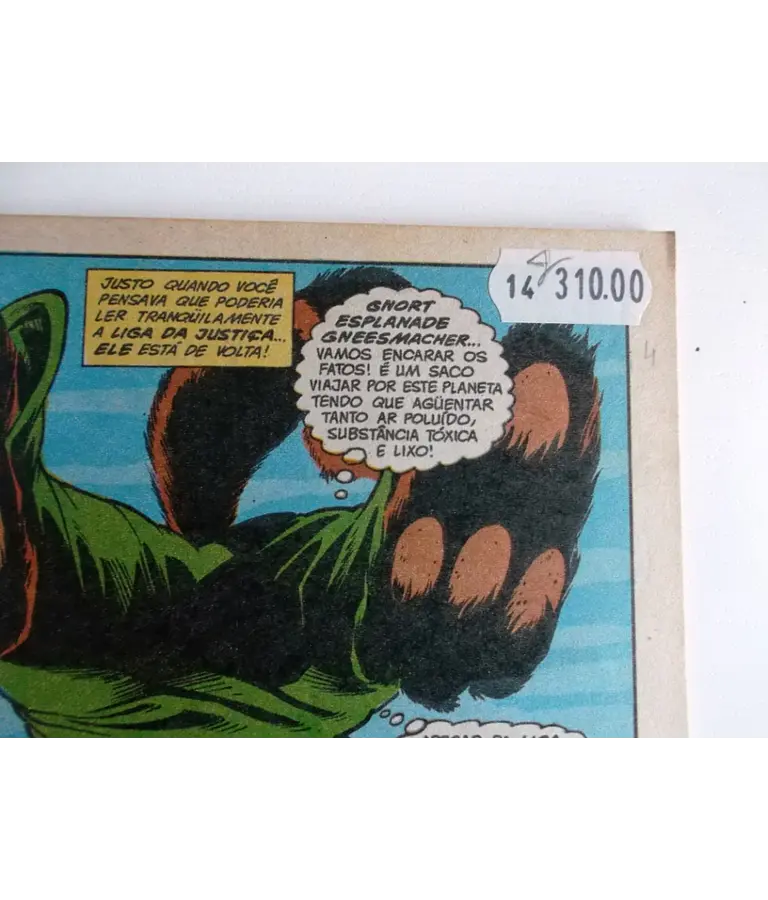 14 310.00
JUSTO QUANDO VOCÊ
PENSAVA QUE PODERIA
LER TRANQÜILAMENTE
A LIGA DA JUSTIÇA...
ELE ESTÁ DE VOLTA!
GNORT
ESPLANADE
GNEESMACHER...
VAMOS ENCARAR OS
FATOS! É UM SACO
VIAJAR POR ESTE PLANETA
TENDO QUE AGÜENTAR
TANTO AR POLUÍDO,
SUBSTÂNCIA TÓXICA
E LIXO!
4